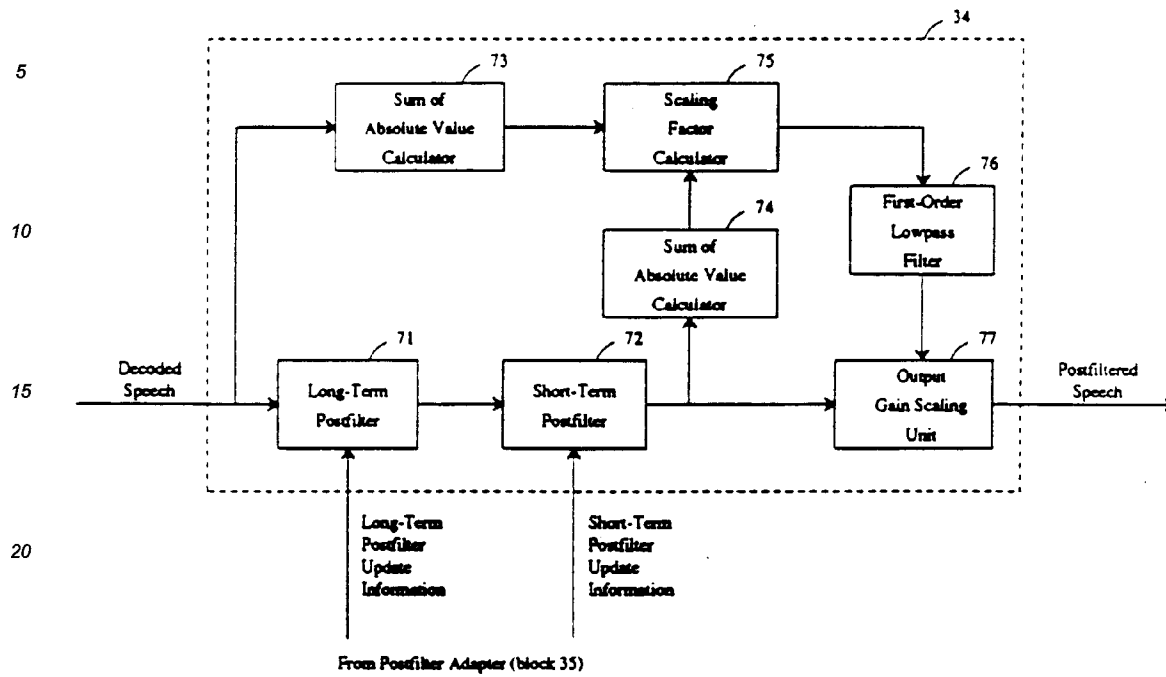 34
5
73
75
Sum of
Absolute Value
Calculator
Scaling
Factor
Calculator
76
First-Order
Lowpass
Filter
10
74
Sum of
Absolute Value
Calculator
71
72
77
Decoded
Speech
15
Long-Term
Postfilter
Short-Term
Postfilter
Output
Gain Scaling
Unit
Postfiltered
Speech
Long-Term
Postfilter
Update
Information
Short-Term
Postfilter
Update
Information
20
From Postfilter Adapter (block 35)